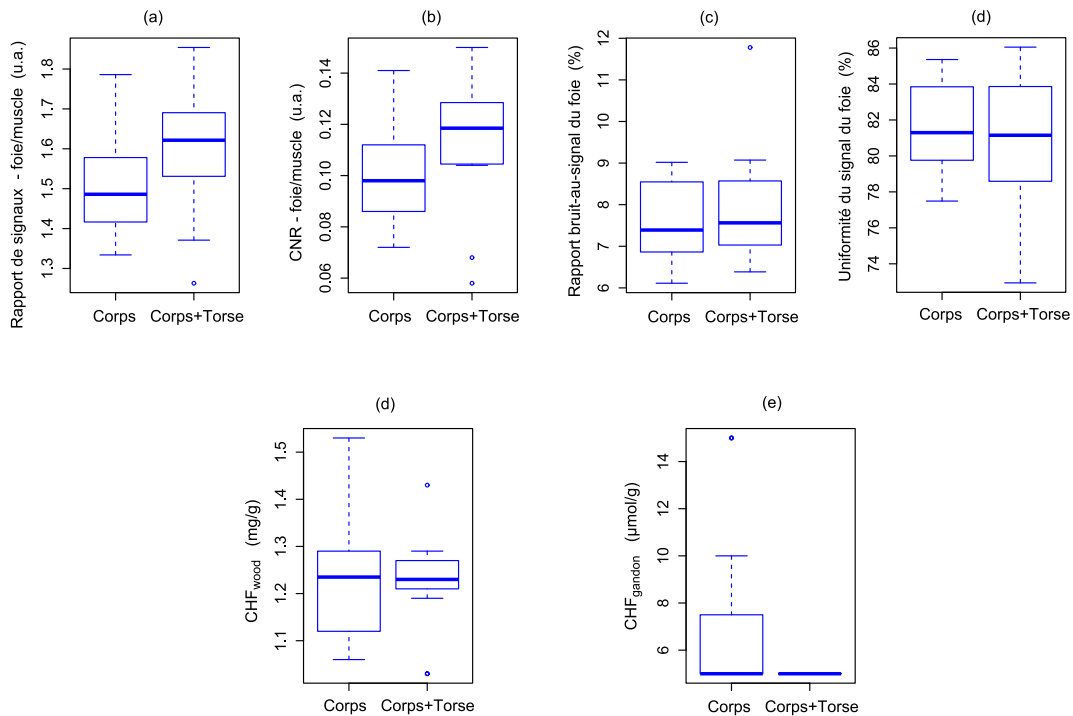 (a)
Rapport de signaux - foie/muscle (u.a.)
1.3 1.4 1.5 1.6 1.7 1.8
Corps Corps+Torse
(b)
CNR - foie/muscle (u.a.)
0.06 0.08 0.10 0.12 0.14
Corps Corps+Torse
(c)
Rapport bruit-au-signal du foie (%)
6 7 8 9 10 11 12
Corps Corps+Torse
(d)
Uniformité du signal du foie (%)
74 76 78 80 82 84 86
Corps Corps+Torse
(d)
CHFwood (mg/g)
1.1 1.2 1.3 1.4 1.5
Corps Corps+Torse
(e)
CHFgandon (µmol/g)
6 8 10 12 14
Corps Corps+Torse